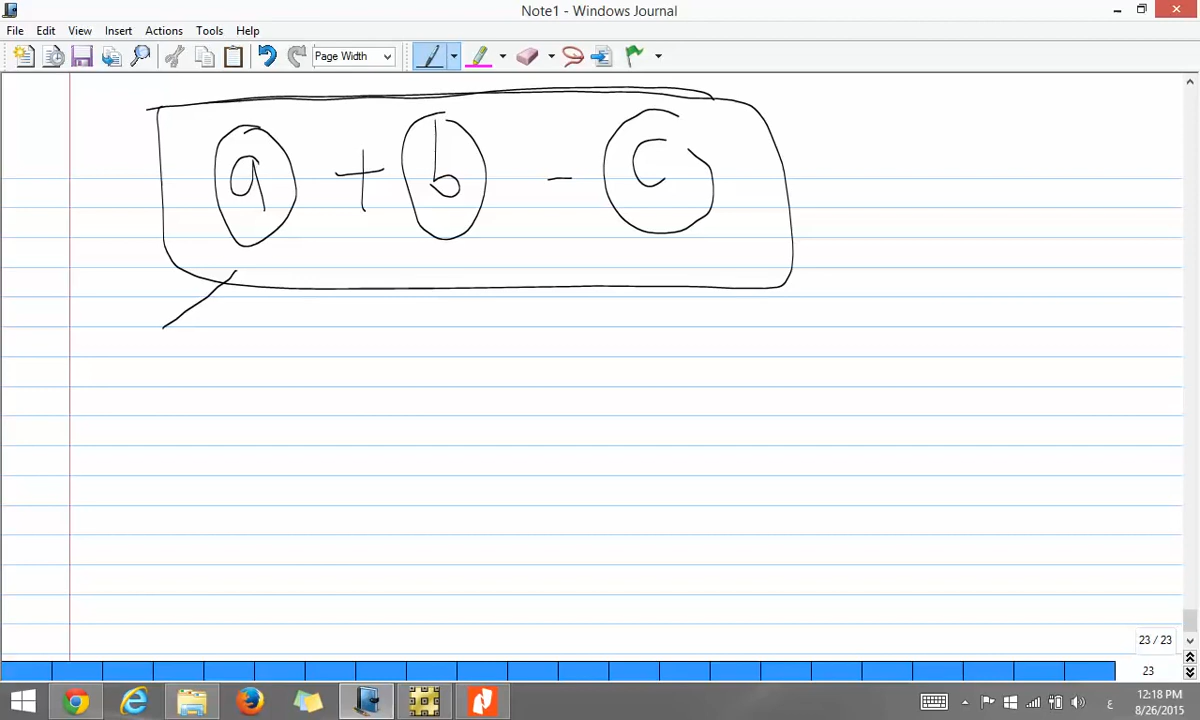 Note1 - Windows Journal
File Edit View Insert Actions Tools Help
Page Width
a + b - c
23 / 23
23
12:18 PM
ع
8/26/2015